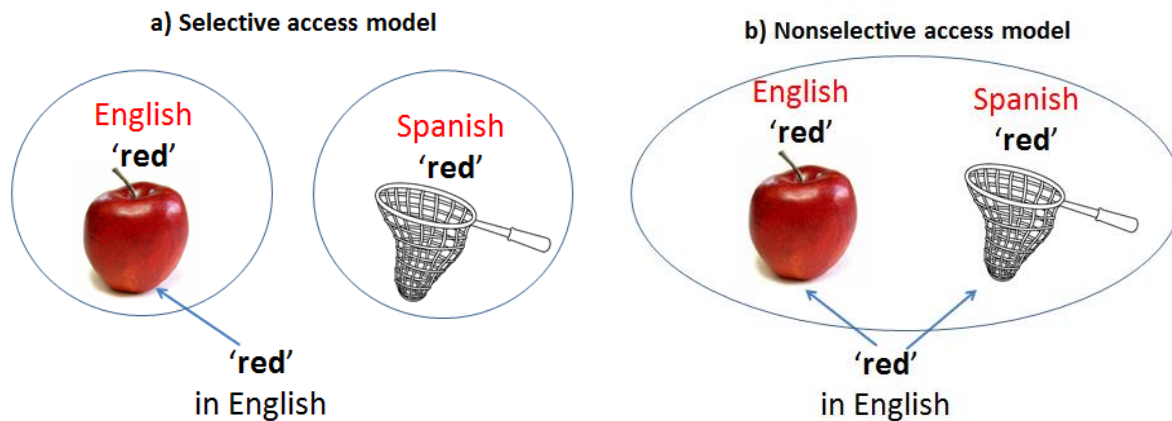 a) Selective access model
English
‘red’
Spanish
‘red’
‘red’
in English
b) Nonselective access model
English
‘red’
Spanish
‘red’
‘red’
in English